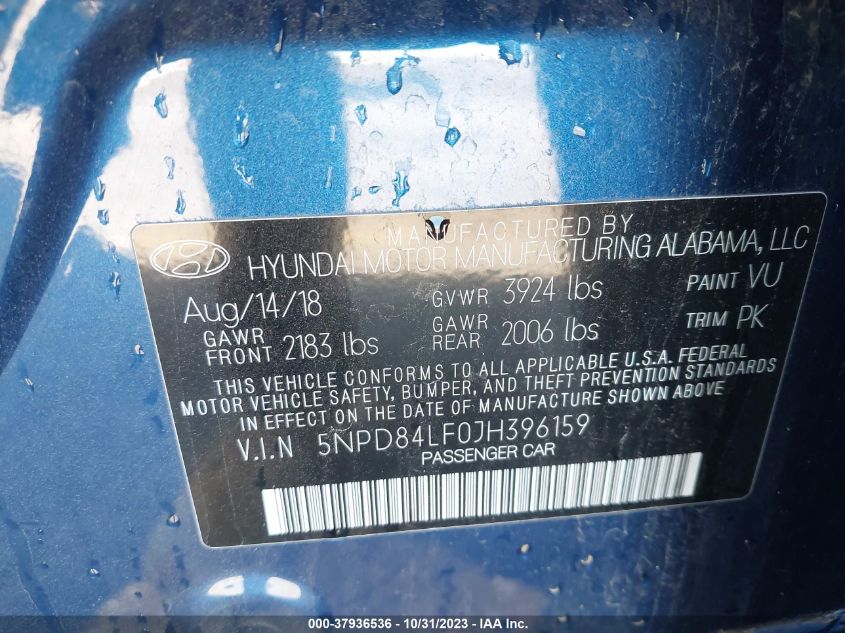 MANUFACTURED BY
HYUNDAI MOTOR MANUFACTURING ALABAMA, LLC
Aug/14/18
GVWR 3924 lbs
PAINT VU
GAWR FRONT 2183 lbs
GAWR REAR 2006 lbs
TRIM PK
THIS VEHICLE CONFORMS TO ALL APPLICABLE U.S.A. FEDERAL
MOTOR VEHICLE SAFETY, BUMPER, AND THEFT PREVENTION STANDARDS
IN EFFECT ON THE DATE OF MANUFACTURE SHOWN ABOVE
V.I.N 5NPD84LF0JH396159
PASSENGER CAR
000-37936536 - 10/31/2023 - IAA Inc.